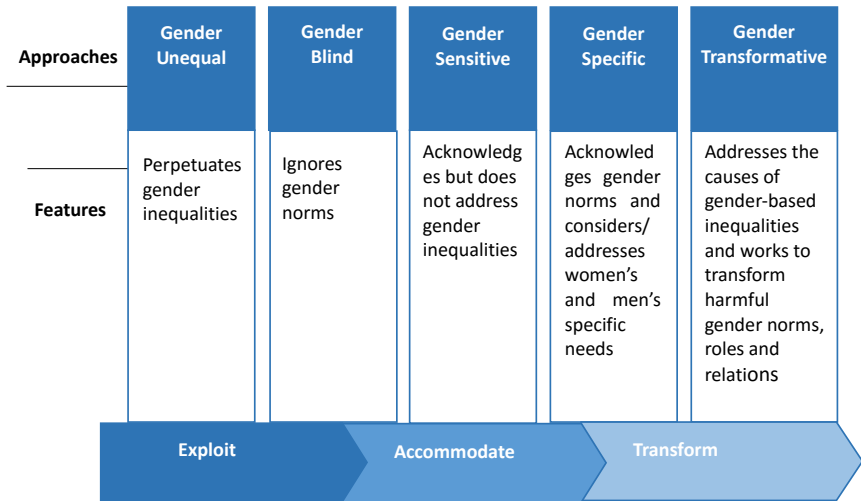 Approaches
Gender
Unequal
Gender
Blind
Gender
Sensitive
Gender
Specific
Gender
Transformative
Features
Perpetuates
gender
inequalities
Ignores
gender
norms
Acknowledg
es but does
not address
gender
inequalities
Acknowled
ges gender
norms and
considers/
addresses
women's
and men's
specific
needs
Addresses the
causes of
gender-based
inequalities
and works to
transform
harmful
gender norms,
roles and
relations
Exploit
Accommodate
Transform